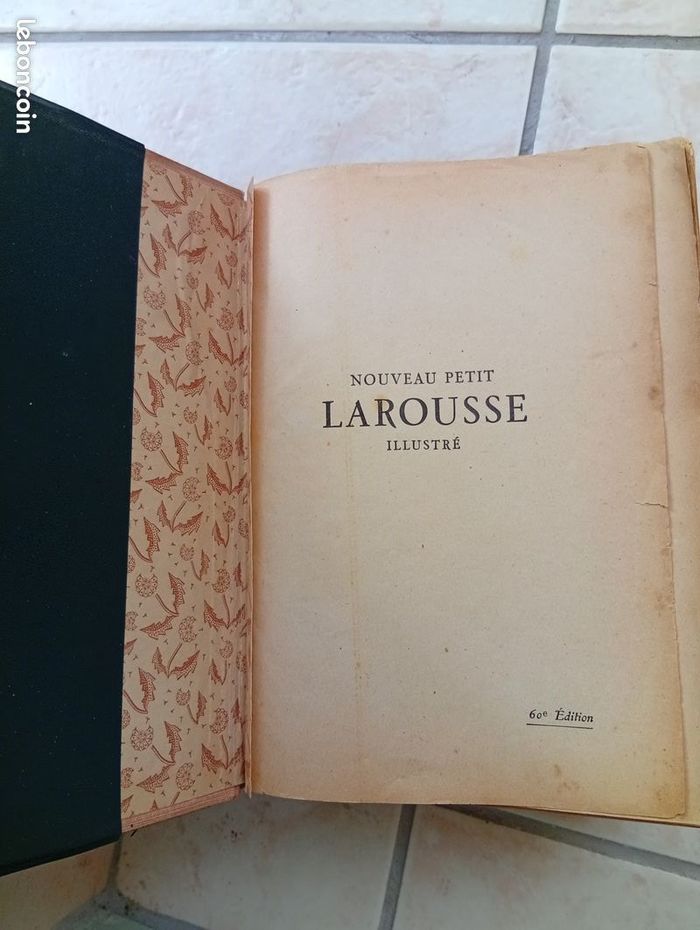 leboncoin
NOUVEAU PETIT
LAROUSSE
ILLUSTRÉ
60e Édition